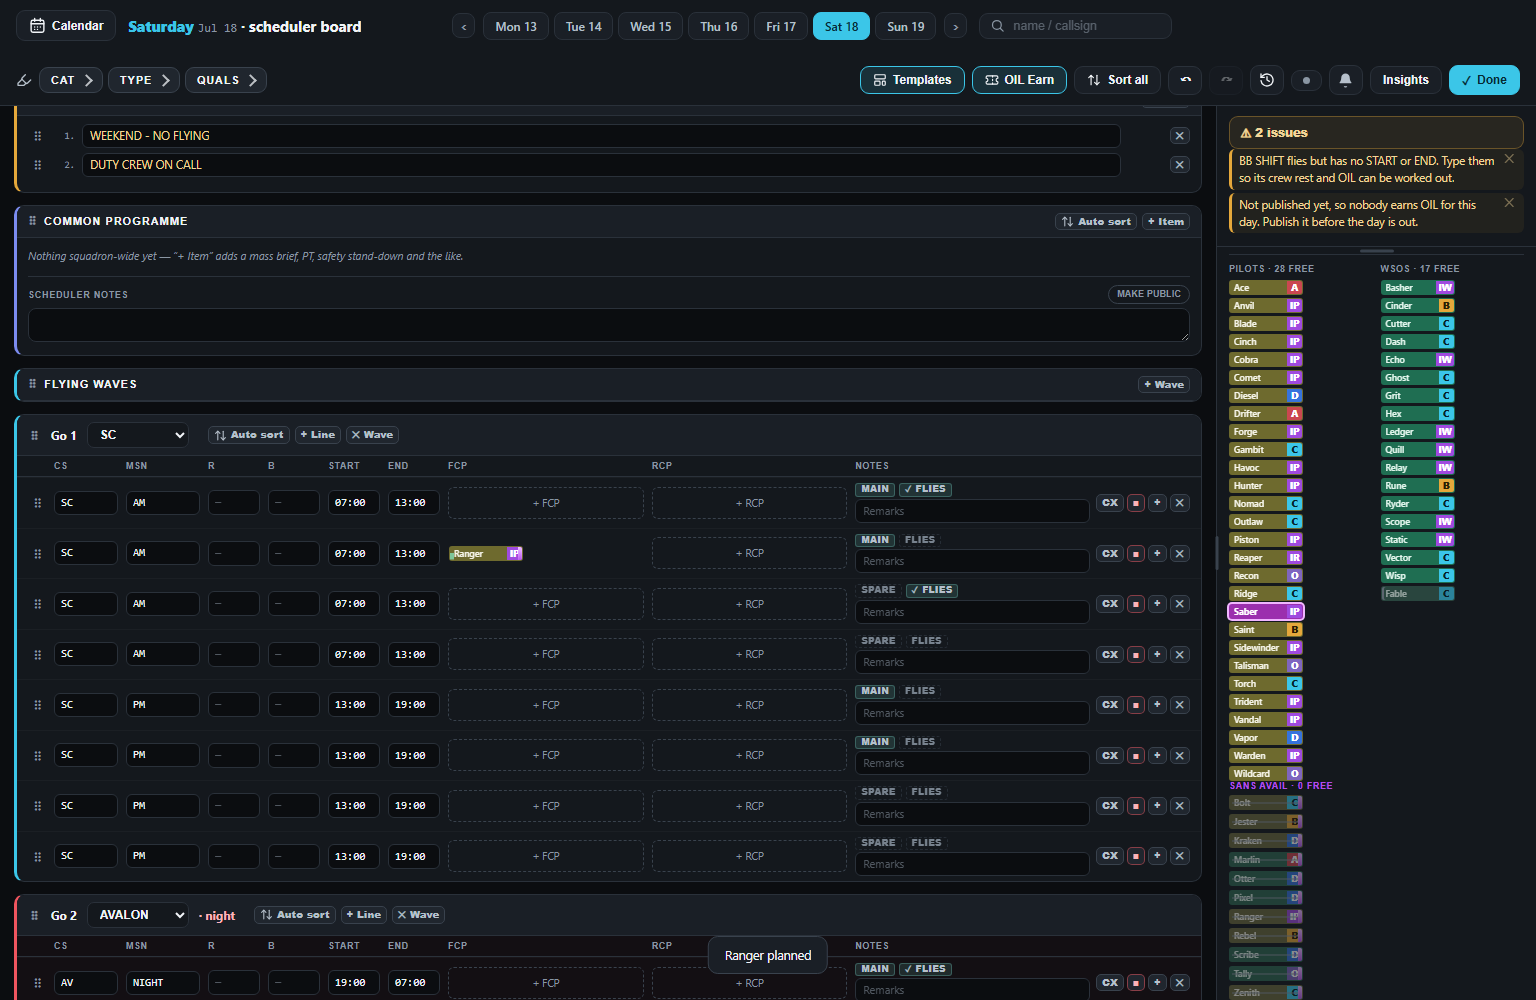 Calendar
Saturday Jul 18 · scheduler board
‹ Mon 13 Tue 14 Wed 15 Thu 16 Fri 17 Sat 18 Sun 19 ›
name / callsign
CAT TYPE QUALS
Templates OIL Earn Sort all Insights ✓ Done
1. WEEKEND - NO FLYING ✕
2. DUTY CREW ON CALL ✕
COMMON PROGRAMME Auto sort + Item
Nothing squadron-wide yet — "+ Item" adds a mass brief, PT, safety stand-down and the like.
SCHEDULER NOTES MAKE PUBLIC
FLYING WAVES + Wave
Go 1 SC Auto sort + Line ✕ Wave
CS MSN R B START END FCP RCP NOTES
SC AM – – 07:00 13:00 + FCP + RCP MAIN ✓ FLIES Remarks CX + ✕
SC AM – – 07:00 13:00 Ranger IP + RCP MAIN FLIES Remarks CX + ✕
SC AM – – 07:00 13:00 + FCP + RCP SPARE ✓ FLIES Remarks CX + ✕
SC AM – – 07:00 13:00 + FCP + RCP SPARE FLIES Remarks CX + ✕
SC PM – – 13:00 19:00 + FCP + RCP MAIN FLIES Remarks CX + ✕
SC PM – – 13:00 19:00 + FCP + RCP MAIN FLIES Remarks CX + ✕
SC PM – – 13:00 19:00 + FCP + RCP SPARE FLIES Remarks CX + ✕
SC PM – – 13:00 19:00 + FCP + RCP SPARE FLIES Remarks CX + ✕
Go 2 AVALON · night Auto sort + Line ✕ Wave
CS MSN R B START END FCP RCP NOTES
AV NIGHT – – 19:00 07:00 + FCP + RCP MAIN ✓ FLIES Remarks CX + ✕
Ranger planned
⚠ 2 issues
BB SHIFT flies but has no START or END. Type them
so its crew rest and OIL can be worked out.
Not published yet, so nobody earns OIL for this
day. Publish it before the day is out.
PILOTS · 28 FREE
Ace A
Anvil IP
Blade IP
Cinch IP
Cobra IP
Comet IP
Diesel D
Drifter A
Forge IP
Gambit C
Havoc IP
Hunter IP
Nomad C
Outlaw C
Piston IP
Reaper IR
Recon O
Ridge C
Saber IP
Saint B
Sidewinder IP
Talisman O
Torch C
Trident IP
Vandal IP
Vapor D
Warden IP
Wildcard O
SANS AVAIL · 0 FREE
Bolt C
Jester B
Kraken D
Marlin A
Otter D
Pixel D
Ranger IP
Rebel B
Scribe D
Tally O
Zenith C
WSOS · 17 FREE
Basher IW
Cinder B
Cutter C
Dash C
Echo IW
Ghost C
Grit C
Hex C
Ledger IW
Quill IW
Relay IW
Rune B
Ryder C
Scope IW
Static IW
Vector C
Wisp C
Fable C